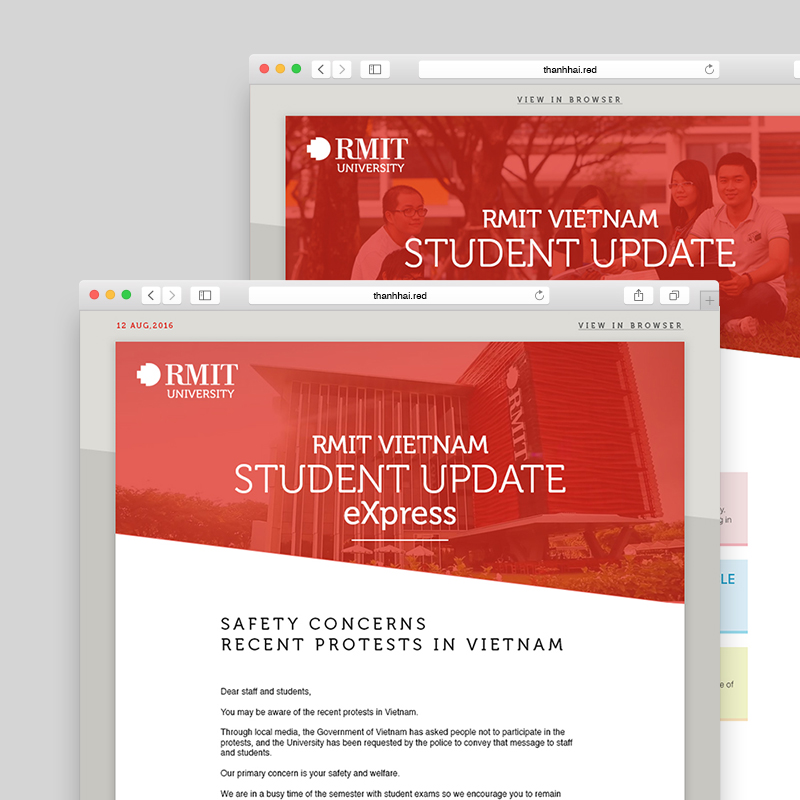 thanhhai.red
VIEW IN BROWSER
RMIT
UNIVERSITY
RMIT VIETNAM
STUDENT UPDATE
thanhhai.red
12 AUG,2016
VIEW IN BROWSER
RMIT
UNIVERSITY
RMIT
RMIT VIETNAM
STUDENT UPDATE
eXpress
y.
g in
LE
e of
SAFETY CONCERNS
RECENT PROTESTS IN VIETNAM
Dear staff and students,
You may be aware of the recent protests in Vietnam.
Through local media, the Government of Vietnam has asked people not to participate in the
protests, and the University has been requested by the police to convey that message to staff
and students.
Our primary concern is your safety and welfare.
We are in a busy time of the semester with student exams so we encourage you to remain